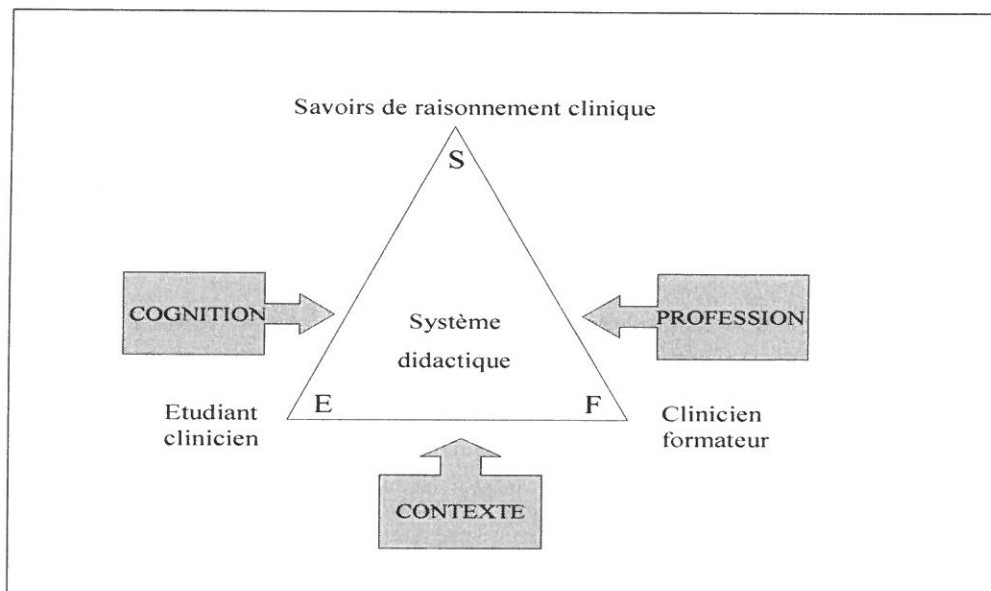 Savoirs de raisonnement clinique
S
COGNITION
PROFESSION
Système
didactique
E
F
Etudiant
clinicien
Clinicien
formateur
CONTEXTE